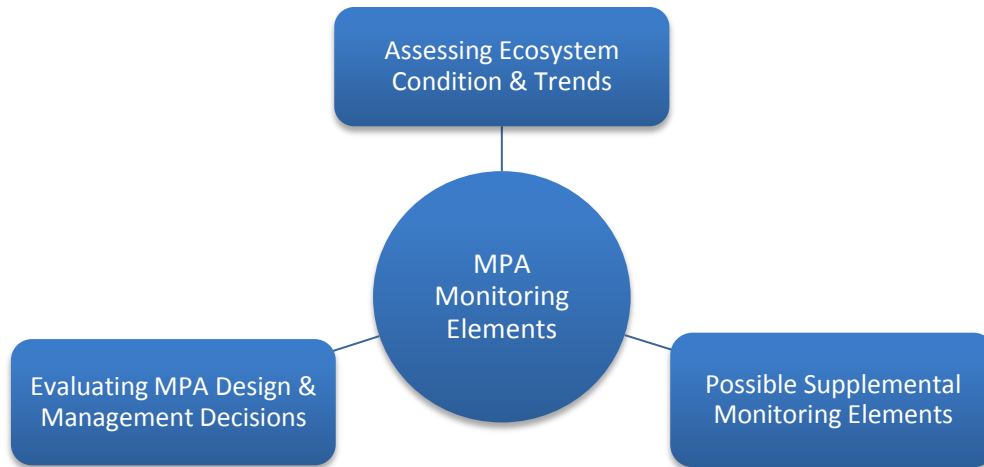 Assessing Ecosystem
Condition & Trends
MPA
Monitoring
Elements
Evaluating MPA Design &
Management Decisions
Possible Supplemental
Monitoring Elements